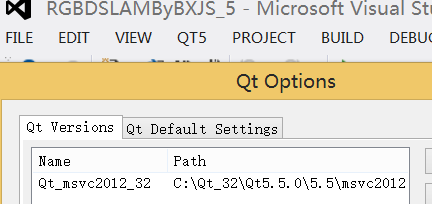 RGBDSLAMByBXJS_5 - Microsoft Visual Stu
FILE EDIT VIEW QT5 PROJECT BUILD DEBU
Qt Options
Qt Versions Qt Default Settings
Name Path
Qt_msvc2012_32 C:\Qt_32\Qt5.5.0\5.5\msvc2012